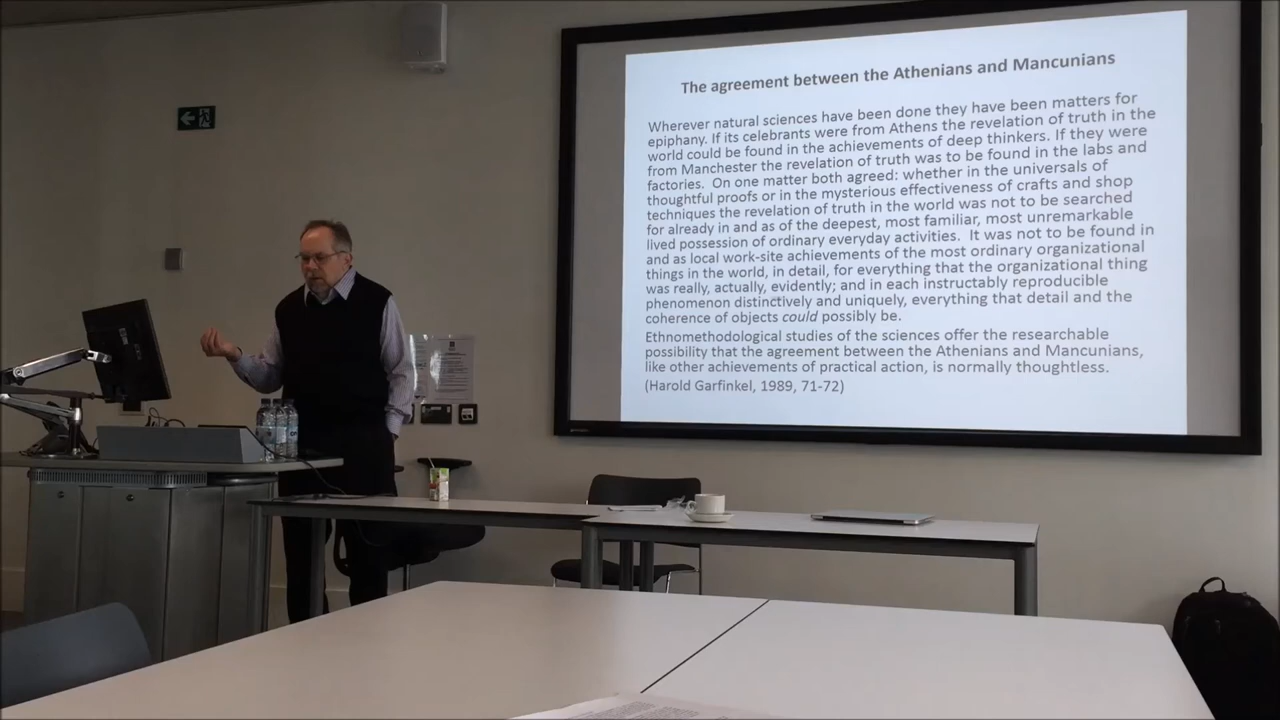 The agreement between the Athenians and Mancunians
Wherever natural sciences have been done they have been matters for
epiphany. If its celebrants were from Athens the revelation of truth in the
world could be found in the achievements of deep thinkers. If they were
from Manchester the revelation of truth was to be found in the labs and
factories. On one matter both agreed: whether in the universals of
thoughtful proofs or in the mysterious effectiveness of crafts and shop
techniques the revelation of truth in the world was not to be searched
for already in and as of the deepest, most familiar, most unremarkable
lived possession of ordinary everyday activities. It was not to be found in
and as local work-site achievements of the most ordinary organizational
things in the world, in detail, for everything that the organizational thing
was really, actually, evidently; and in each instructably reproducible
phenomenon distinctively and uniquely, everything that detail and the
coherence of objects could possibly be.
Ethnomethodological studies of the sciences offer the researchable
possibility that the agreement between the Athenians and Mancunians,
like other achievements of practical action, is normally thoughtless.
(Harold Garfinkel, 1989, 71-72)